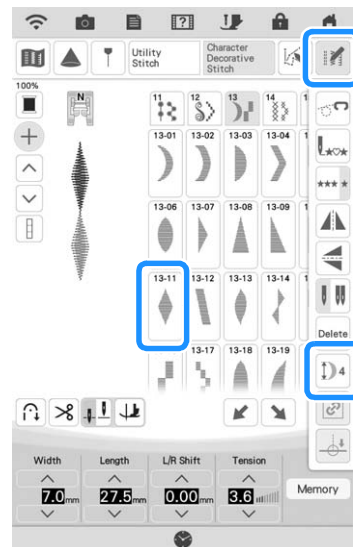 ?
Utility
Stitch
Character
Decorative
Stitch
100%
N
11
12
13
14
13-01
13-02
13-03
13-04
13-06
13-07
13-08
13-09
13-11
13-12
13-13
13-14
13-17
13-18
13-19
Delete
4
Width
Length
L/R Shift
Tension
7.0mm
27.5mm
0.00mm
3.6
Memory